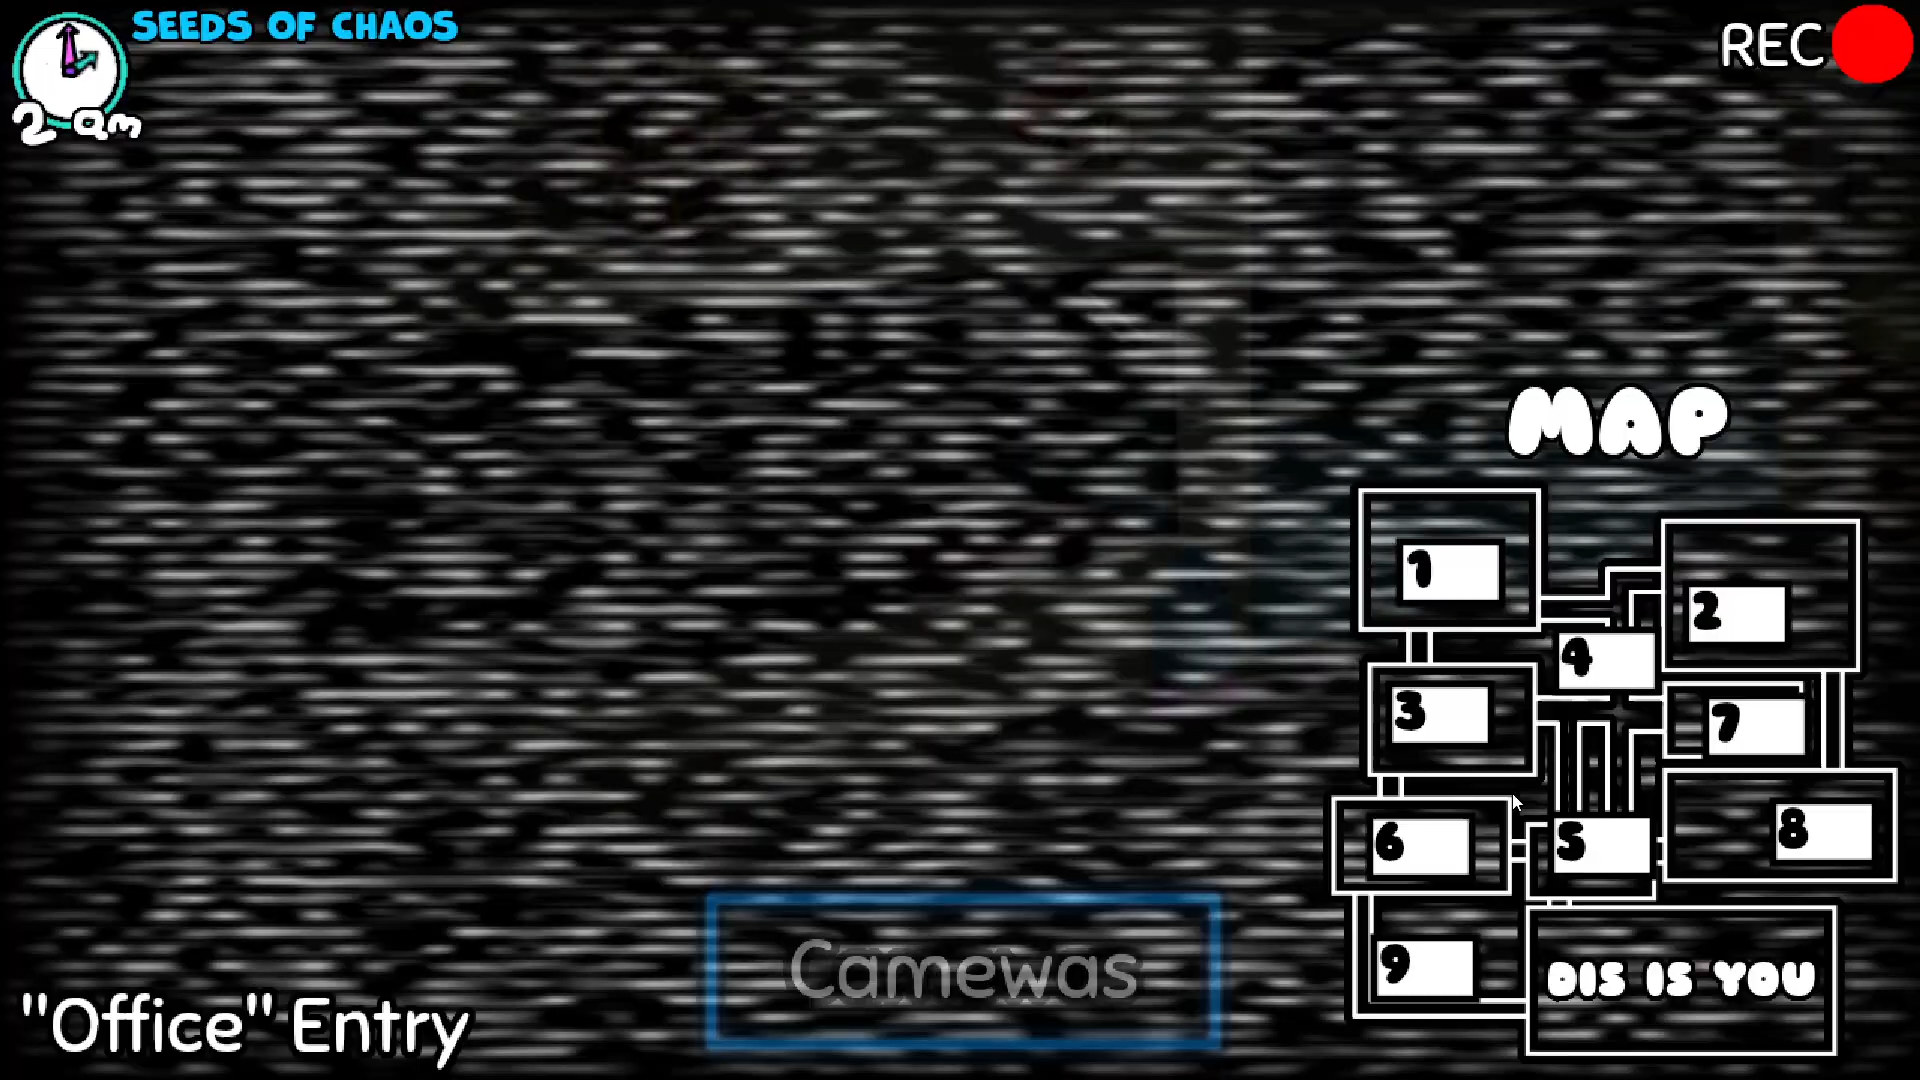 SEEDS OF CHAOS
REC
2 am
MAP
1
2
4
3
7
8
6
5
9
DIS IS YOU
Camewas
"Office" Entry